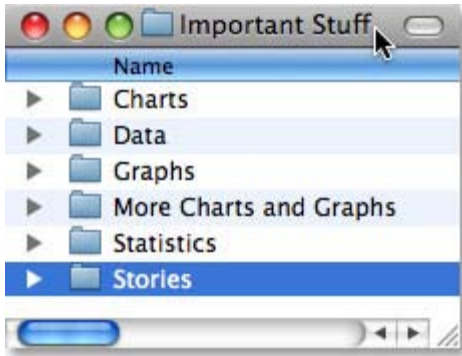 Important Stuff
Name
Charts
Data
Graphs
More Charts and Graphs
Statistics
Stories